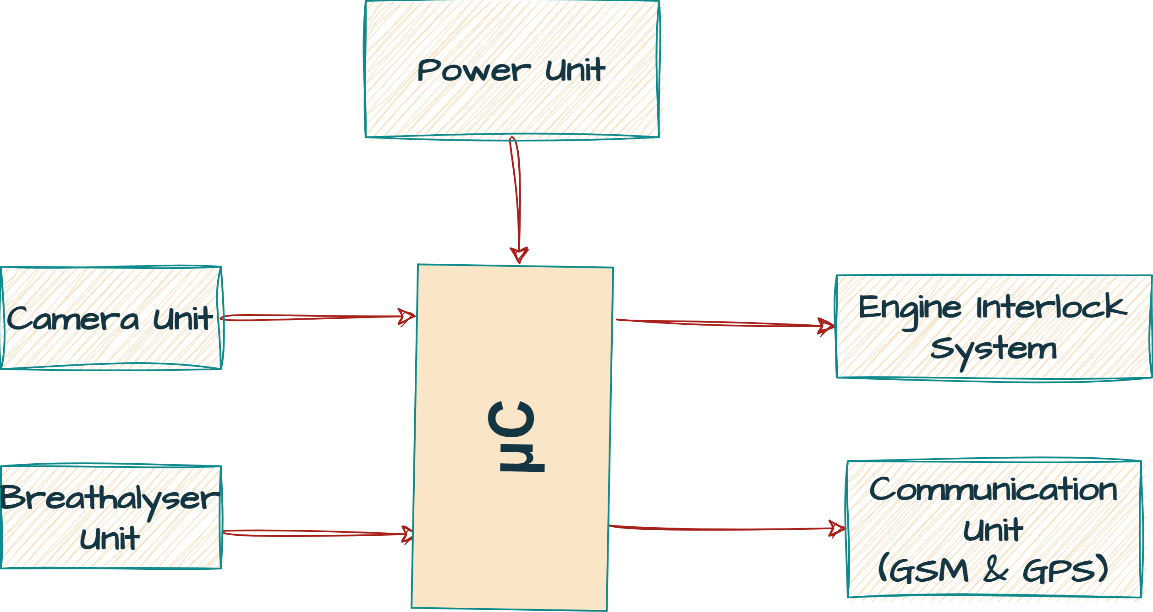 Power Unit
Camera Unit
Engine Interlock
System
µC
Breathalyser
Unit
Communication
Unit
(GSM & GPS)